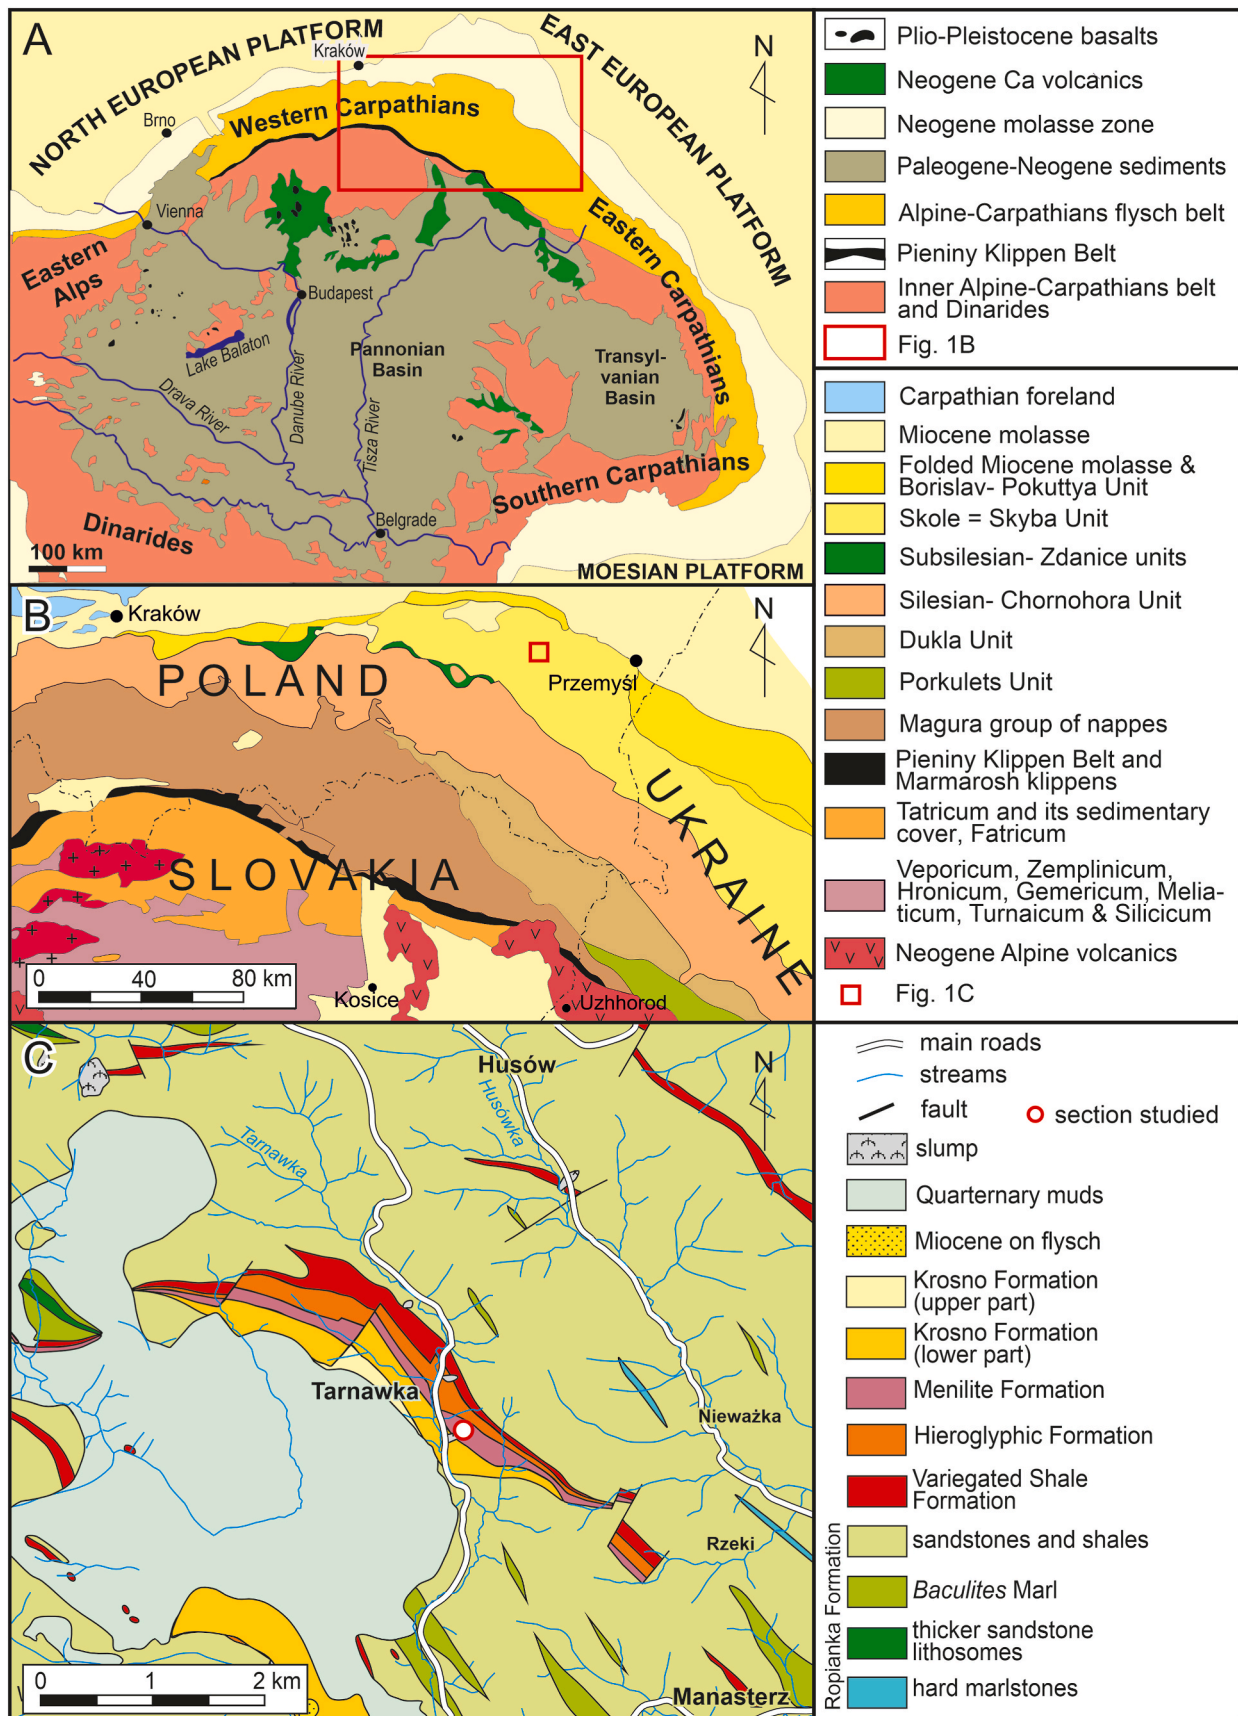 A
NORTH EUROPEAN PLATFORM
EAST EUROPEAN PLATFORM
Kraków
N
Western Carpathians
Brno
Vienna
Eastern
Alps
Eastern Carpathians
Budapest
Lake Balaton
Pannonian
Basin
Transyl-
vanian
Basin
Drava River
Danube River
Tisza River
Southern Carpathians
Belgrade
Dinarides
100 km
MOESIAN PLATFORM
Plio-Pleistocene basalts
Neogene Ca volcanics
Neogene molasse zone
Paleogene-Neogene sediments
Alpine-Carpathians flysch belt
Pieniny Klippen Belt
Inner Alpine-Carpathians belt
and Dinarides
Fig. 1B
B
Kraków
N
POLAND
Przemyśl
UKRAINE
SLOVAKIA
0 40 80 km
Kosice
Uzhhorod
Carpathian foreland
Miocene molasse
Folded Miocene molasse &
Borislav- Pokuttya Unit
Skole = Skyba Unit
Subsilesian- Zdanice units
Silesian- Chornohora Unit
Dukla Unit
Porkulets Unit
Magura group of nappes
Pieniny Klippen Belt and
Marmarosh klippens
Tatricum and its sedimentary
cover, Fatricum
Veporicum, Zemplinicum,
Hronicum, Gemericum, Melia-
ticum, Turnaicum & Silicicum
Neogene Alpine volcanics
Fig. 1C
C
Husów
N
Husówka
Tarnawka
Tarnawka
Nieważka
Rzeki
Manasterz
0 1 2 km
main roads
streams
fault
section studied
slump
Quarternary muds
Miocene on flysch
Krosno Formation
(upper part)
Krosno Formation
(lower part)
Menilite Formation
Hieroglyphic Formation
Variegated Shale
Formation
Ropianka Formation
sandstones and shales
Baculites Marl
thicker sandstone
lithosomes
hard marlstones